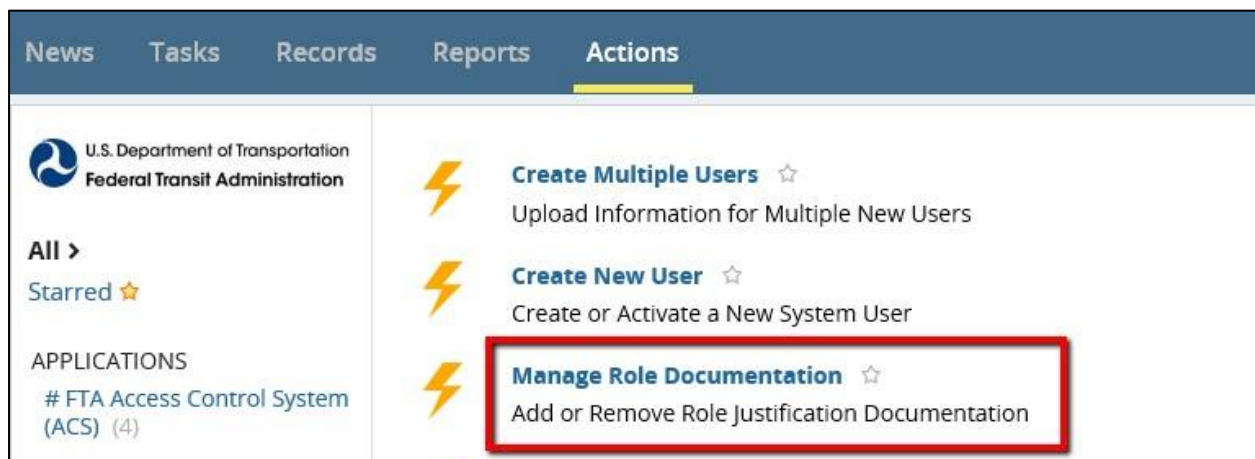 News Tasks Records Reports Actions
U.S. Department of Transportation
Federal Transit Administration
All >
Starred
APPLICATIONS
# FTA Access Control System
(ACS) (4)
Create Multiple Users
Upload Information for Multiple New Users
Create New User
Create or Activate a New System User
Manage Role Documentation
Add or Remove Role Justification Documentation